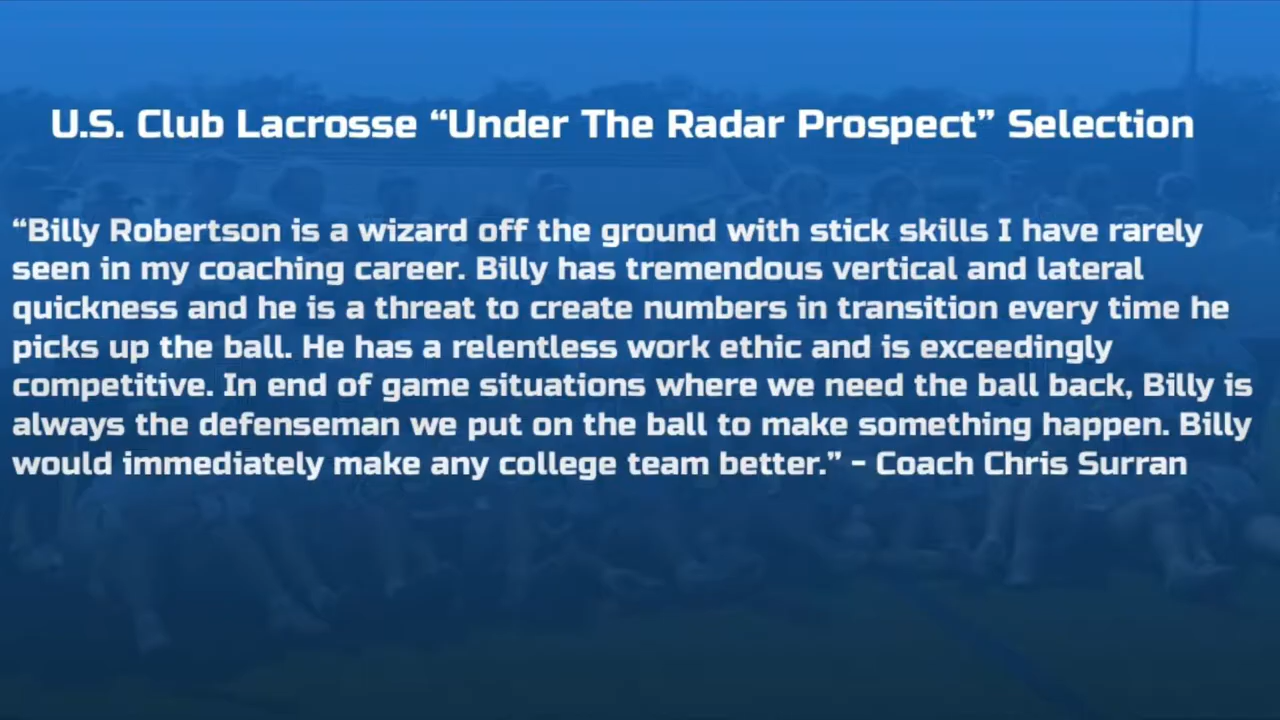 U.S. Club Lacrosse “Under The Radar Prospect” Selection
“Billy Robertson is a wizard off the ground with stick skills I have rarely
seen in my coaching career. Billy has tremendous vertical and lateral
quickness and he is a threat to create numbers in transition every time he
picks up the ball. He has a relentless work ethic and is exceedingly
competitive. In end of game situations where we need the ball back, Billy is
always the defenseman we put on the ball to make something happen. Billy
would immediately make any college team better.” - Coach Chris Surran